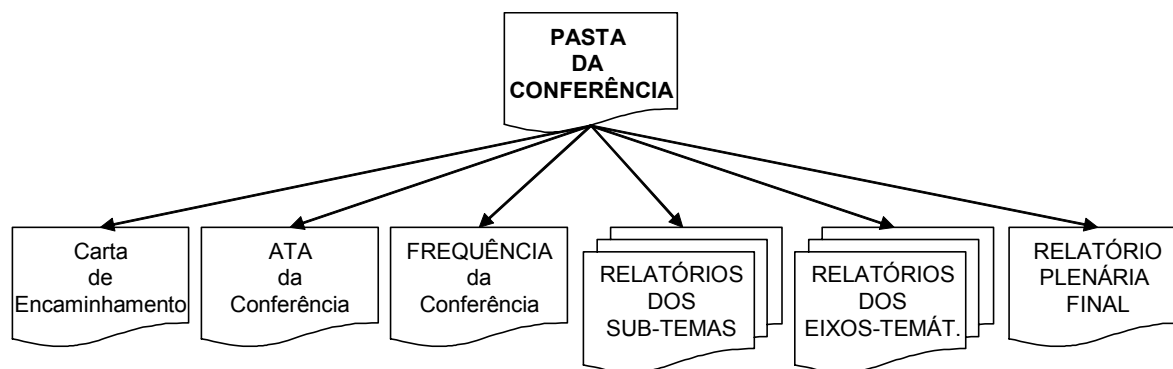 PASTA
DA
CONFERÊNCIA
Carta
de
Encaminhamento
ATA
da
Conferência
FREQUÊNCIA
da
Conferência
RELATÓRIOS
DOS
SUB-TEMAS
RELATÓRIOS
DOS
EIXOS-TEMÁT.
RELATÓRIO
PLENÁRIA
FINAL